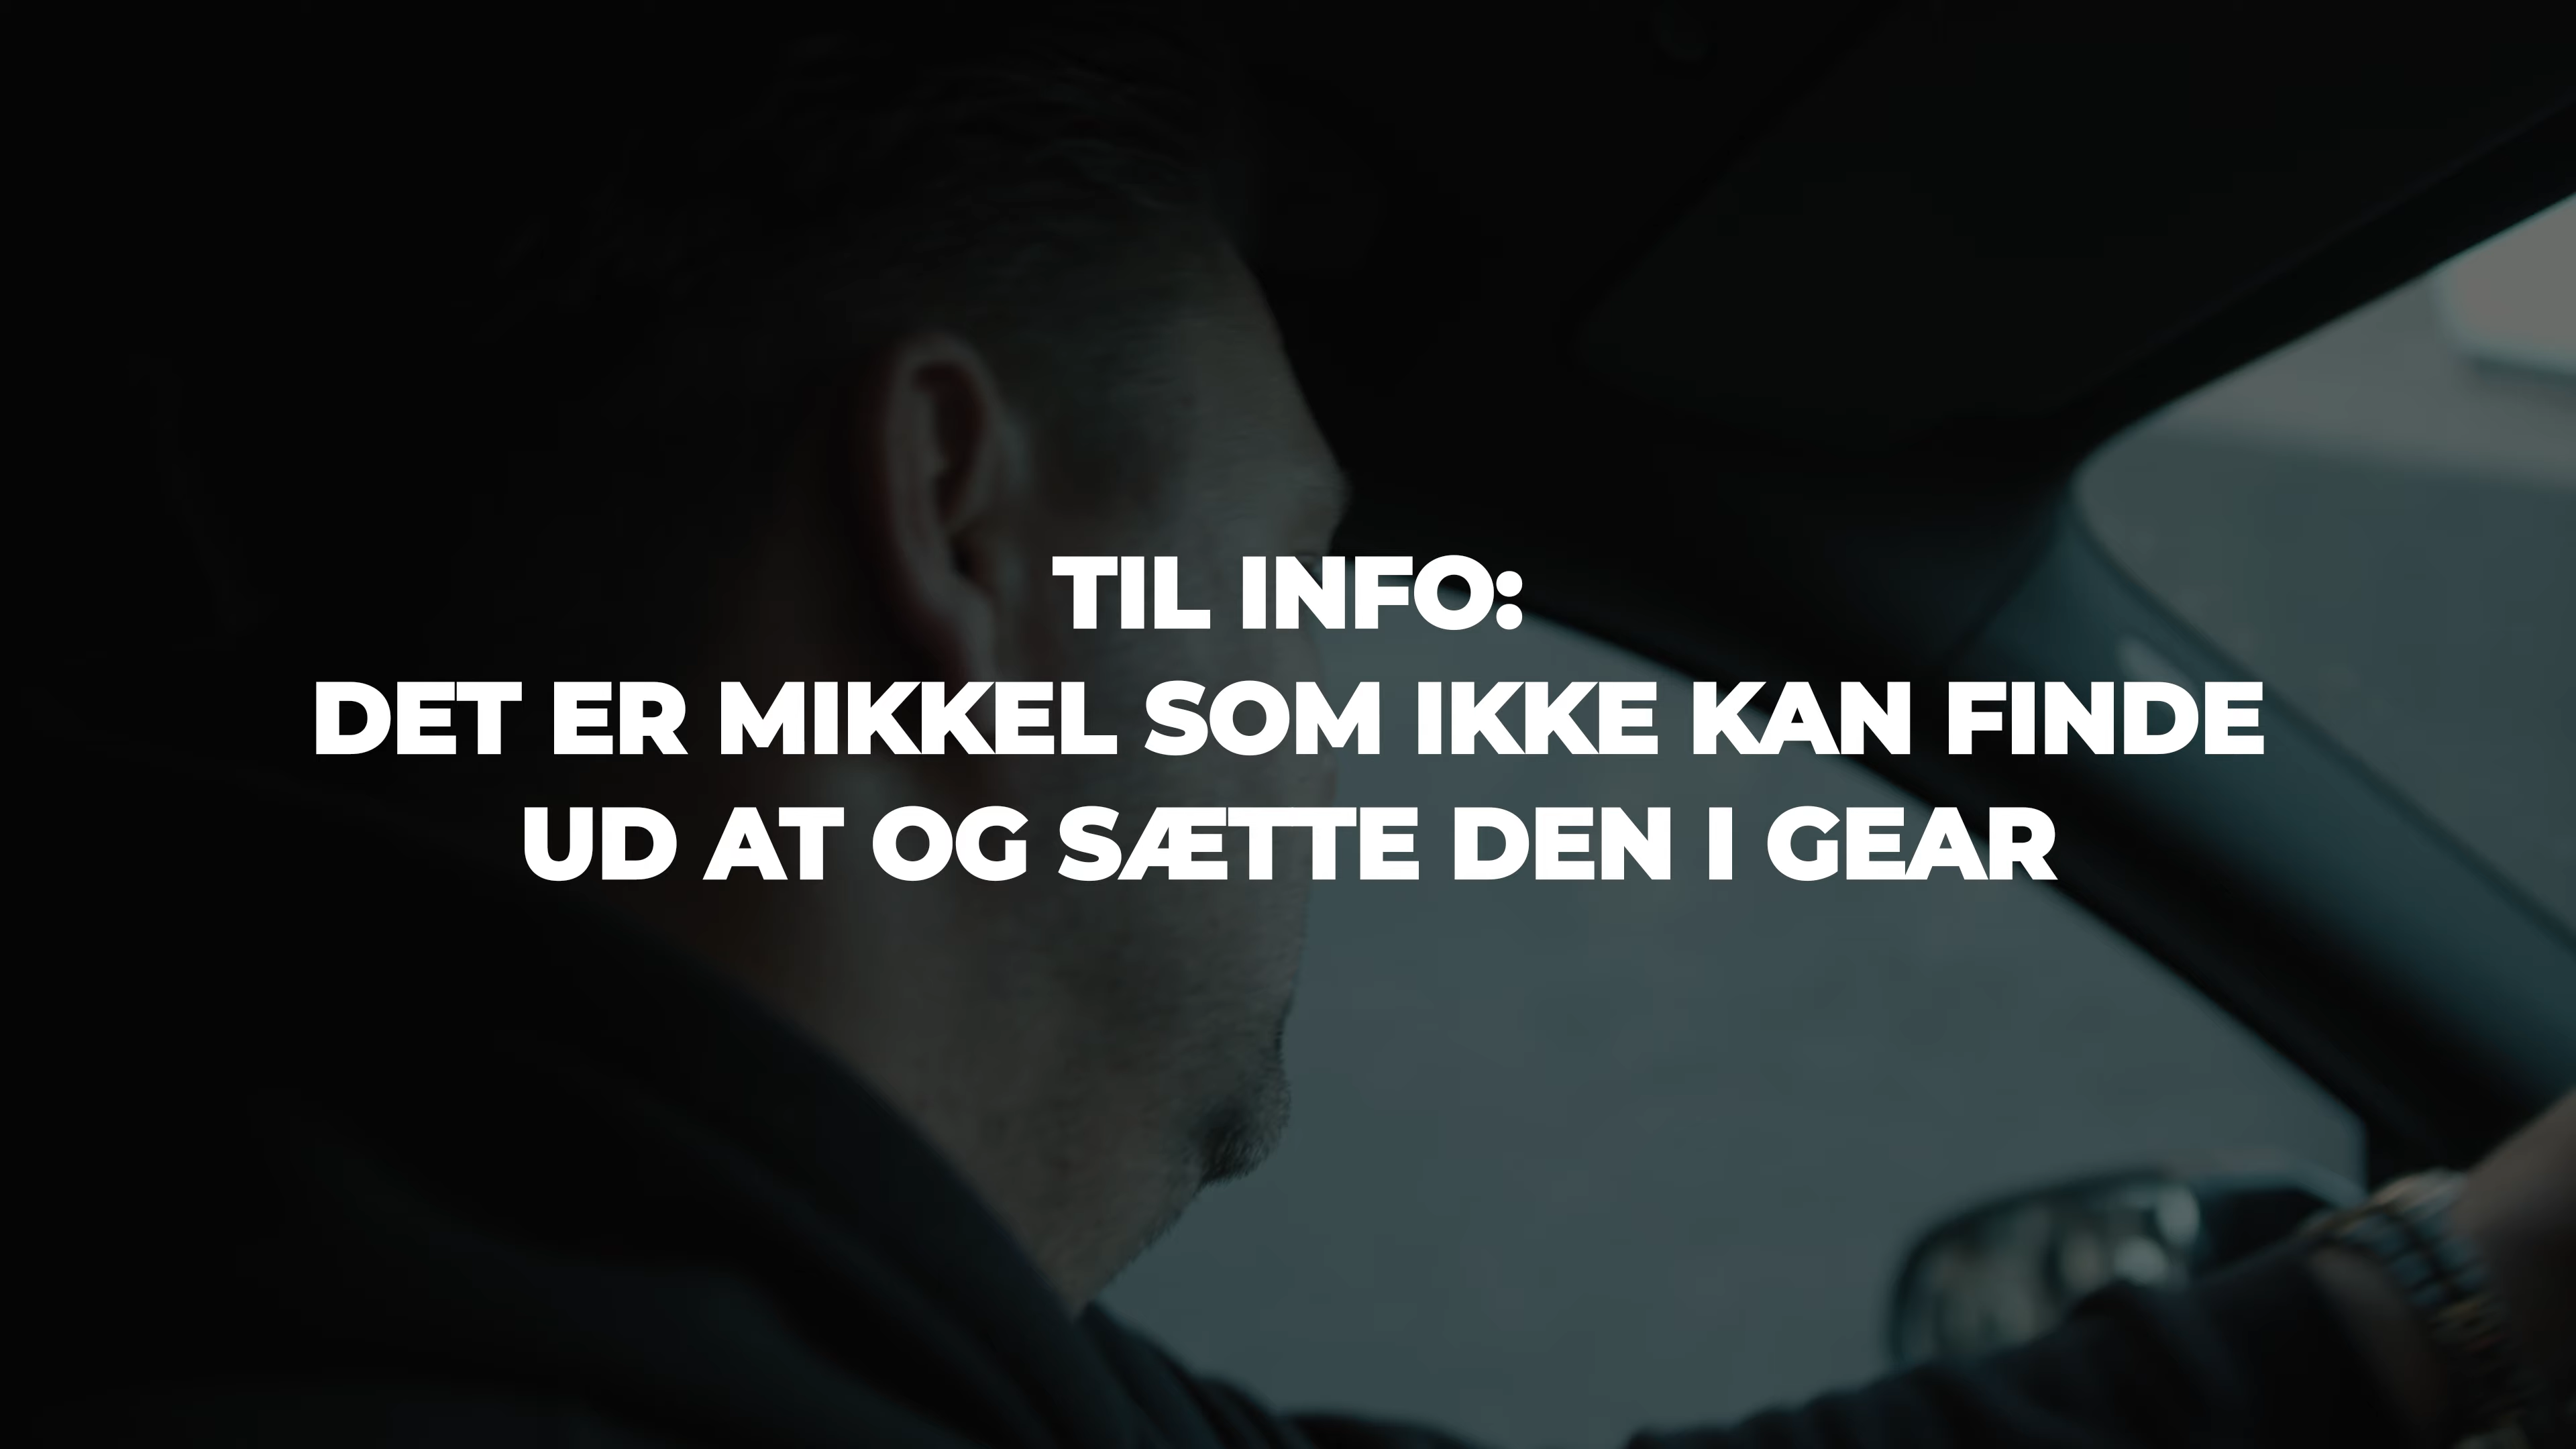 TIL INFO:
DET ER MIKKEL SOM IKKE KAN FINDE
UD AT OG SÆTTE DEN I GEAR